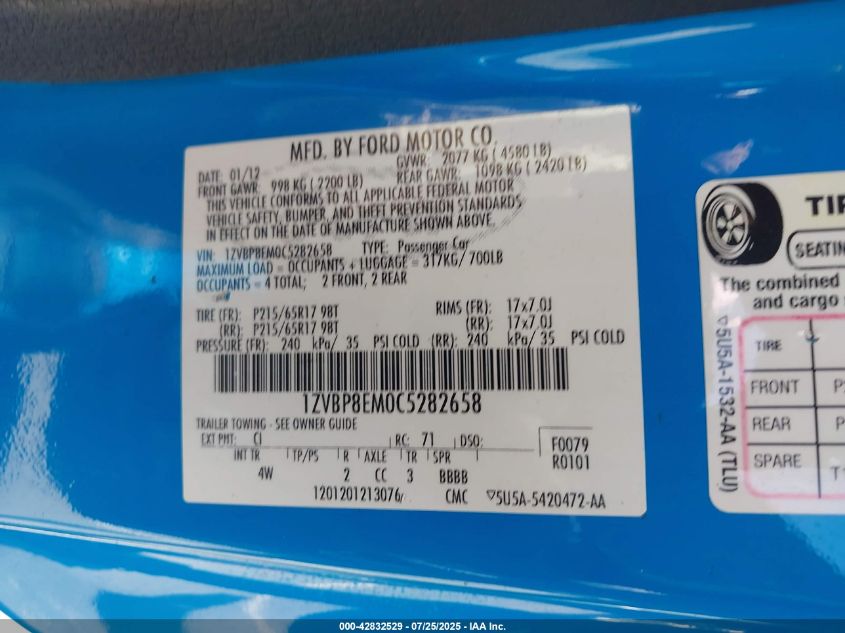 MFD. BY FORD MOTOR CO.
DATE: 01/12 GVWR: 2077 KG ( 4580 LB)
FRONT GAWR: 998 KG ( 2200 LB) REAR GAWR: 1098 KG ( 2420 LB)
THIS VEHICLE CONFORMS TO ALL APPLICABLE FEDERAL MOTOR
VEHICLE SAFETY, BUMPER, AND THEFT PREVENTION STANDARDS
IN EFFECT ON THE DATE OF MANUFACTURE SHOWN ABOVE.
VIN: 1ZVBP8EM0C5282658 TYPE: Passenger Car
MAXIMUM LOAD = OCCUPANTS + LUGGAGE = 317KG/ 700LB
OCCUPANTS = 4 TOTAL; 2 FRONT, 2 REAR
TIRE (FR): P215/65R17 98T RIMS (FR): 17x7.0J
(RR): P215/65R17 98T (RR): 17x7.0J
PRESSURE (FR): 240 kPa/ 35 PSI COLD (RR): 240 kPa/ 35 PSI COLD
1ZVBP8EM0C5282658
TRAILER TOWING - SEE OWNER GUIDE
EXT PNT: CI RC: 71 DSO: F0079
INT TR TP/PS R AXLE TR SPR R0101
4W 2 CC 3 BBBB
1201201213076 CMC ▽5U5A-5420472-AA
TIR
SEATIN
The combined
and cargo
▽5U5A-1532-AA (TLU)
TIRE
FRONT P2
REAR P
SPARE T1
000-42832529 - 07/25/2025 - IAA Inc.